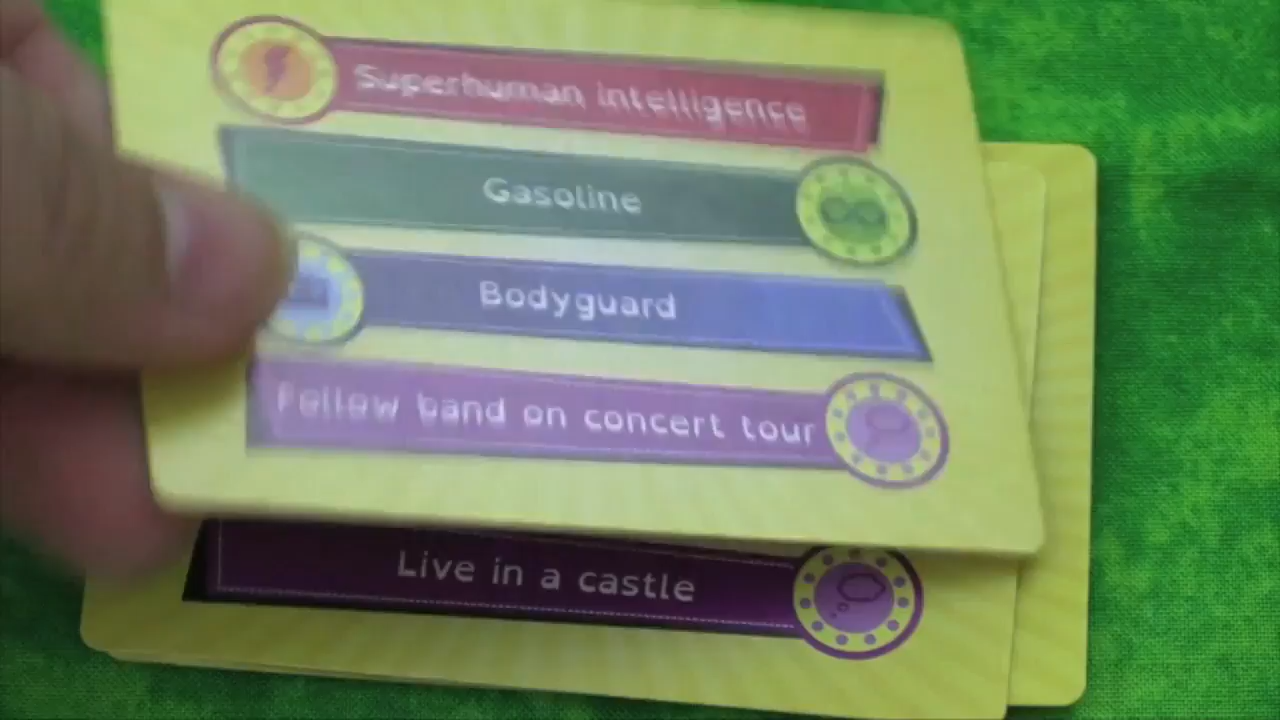 Superhuman intelligence
Gasoline
Bodyguard
Follow band on concert tour
Live in a castle